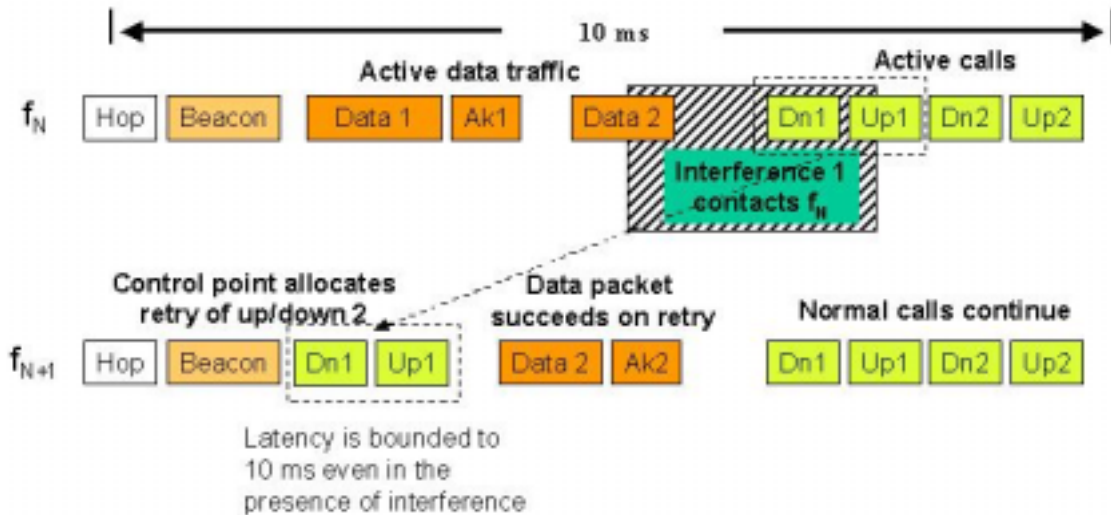 10 ms
Active data traffic
Active calls
f_N Hop Beacon Data 1 Ak1 Data 2 Dn1 Up1 Dn2 Up2
Interference 1
contacts f_N
Control point allocates
retry of up/down 2
Data packet
succeeds on retry
Normal calls continue
f_N+1 Hop Beacon Dn1 Up1 Data 2 Ak2 Dn1 Up1 Dn2 Up2
Latency is bounded to
10 ms even in the
presence of interference